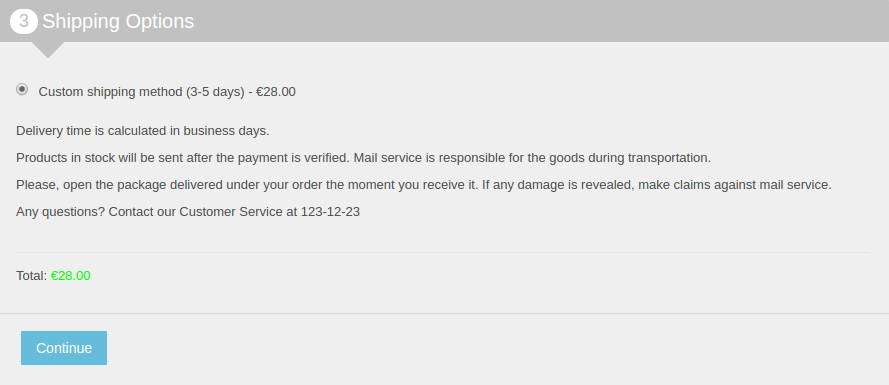 3 Shipping Options
Custom shipping method (3-5 days) - €28.00
Delivery time is calculated in business days.
Products in stock will be sent after the payment is verified. Mail service is responsible for the goods during transportation.
Please, open the package delivered under your order the moment you receive it. If any damage is revealed, make claims against mail service.
Any questions? Contact our Customer Service at 123-12-23
Total: €28.00
Continue